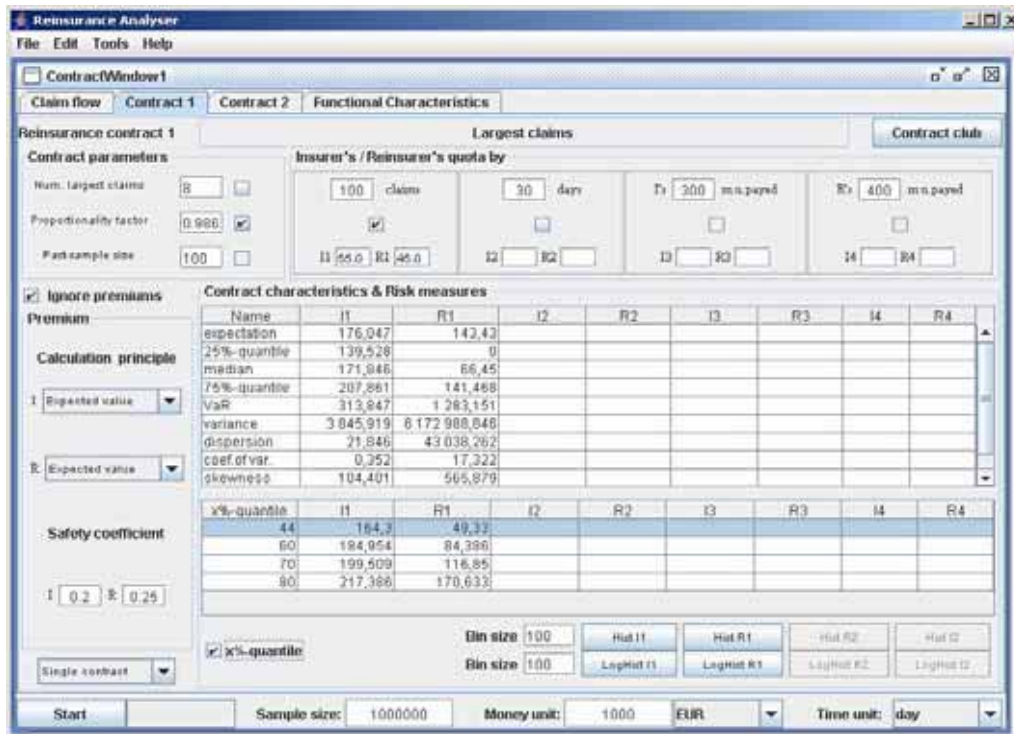 Reinsurance Analyser
File Edit Tools Help
ContractWindow1
Claim flow Contract 1 Contract 2 Functional Characteristics
Reinsurance contract 1 Largest claims Contract club
Contract parameters Insurer's / Reinsurer's quota by
Num. largest claims 8
100 claims 30 days I's 200 m.u.payed R's 400 m.u.payed
Proportionality factor 0.986
Past sample size 100
I1 55.0 R1 45.0 I2 R2 I3 R3 I4 R4
Ignore premiums Contract characteristics & Risk measures
Premium
Calculation principle
I Expected value
R Expected value
Safety coefficient
I 0.2 R 0.25
Single contract
Name I1 R1 I2 R2 I3 R3 I4 R4
expectation 176,047 143,43
25%-quantile 139,528 0
median 171,846 66,45
75%-quantile 207,861 141,468
VaR 313,847 1 283,151
variance 3 845,919 6 172 988,646
dispersion 21,846 43 038,262
coef.of var. 0,352 17,322
skewness 104,401 565,879
x%-quantile I1 R1 I2 R2 I3 R3 I4 R4
44 164,3 49,33
60 184,954 84,386
70 199,509 116,85
80 217,386 170,633
x%-quantile
Bin size 100 Hist I1 Hist R1 Hist R2 Hist I2
Bin size 100 LogHist I1 LogHist R1 LogHist R2 LogHist I2
Start Sample size: 1000000 Money unit: 1000 EUR Time unit: day